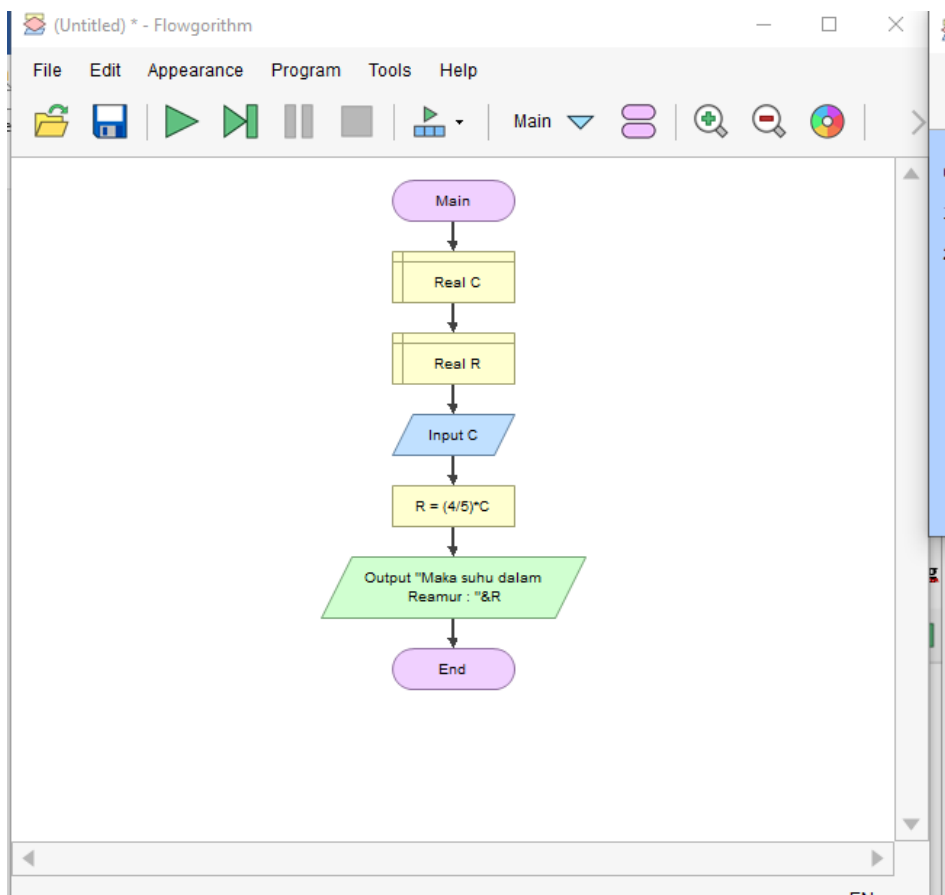 (Untitled) * - Flowgorithm
File Edit Appearance Program Tools Help
Main
Main
Real C
Real R
Input C
R = (4/5)*C
Output "Maka suhu dalam
Reamur : "&R
End